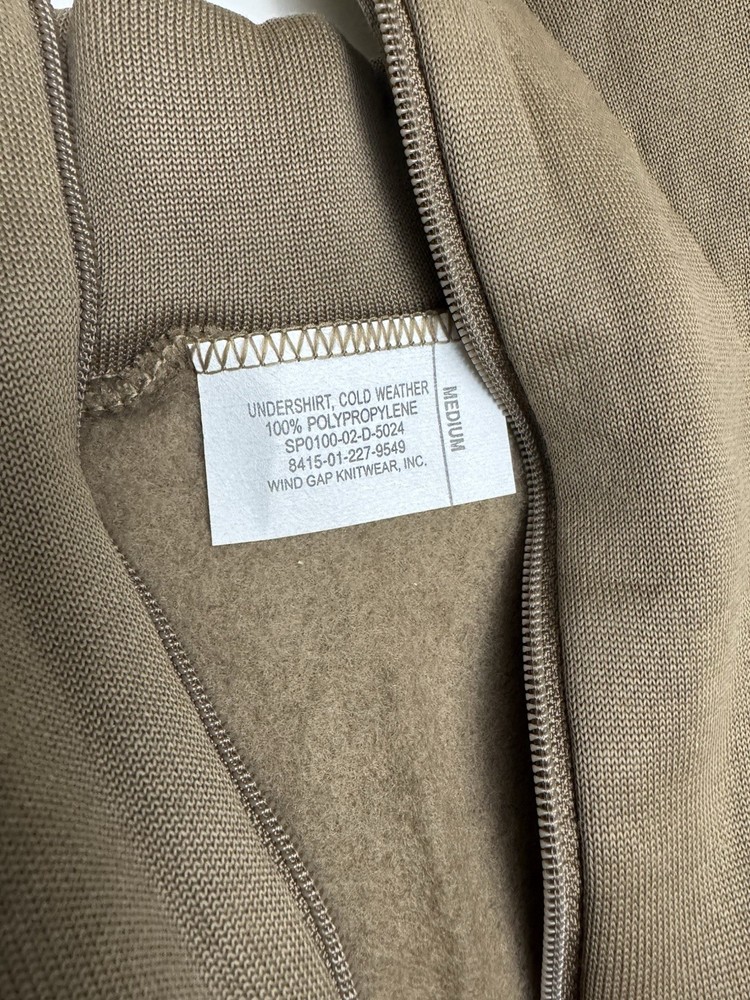 UNDERSHIRT, COLD WEATHER
100% POLYPROPYLENE
SP0100-02-D-5024
8415-01-227-9549
WIND GAP KNITWEAR, INC.
MEDIUM